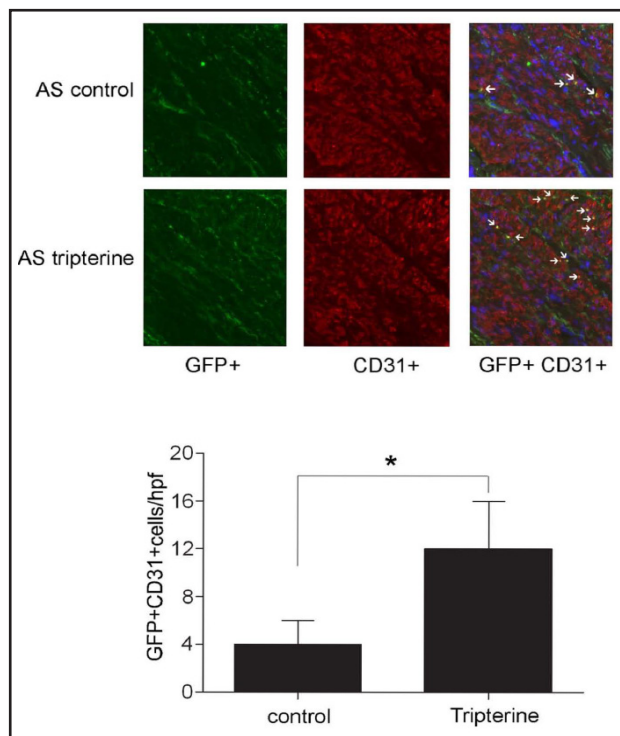 AS control
AS tripterine
GFP+ CD31+ GFP+ CD31+
*
20
16
12
8
4
0
GFP+CD31+cells/hpf
control Tripterine